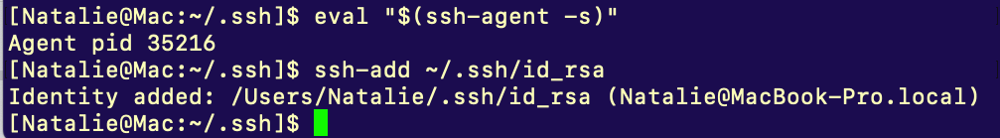 [Natalie@Mac:~/.ssh]$ eval "$(ssh-agent -s)"
Agent pid 35216
[Natalie@Mac:~/.ssh]$ ssh-add ~/.ssh/id_rsa
Identity added: /Users/Natalie/.ssh/id_rsa (Natalie@MacBook-Pro.local)
[Natalie@Mac:~/.ssh]$